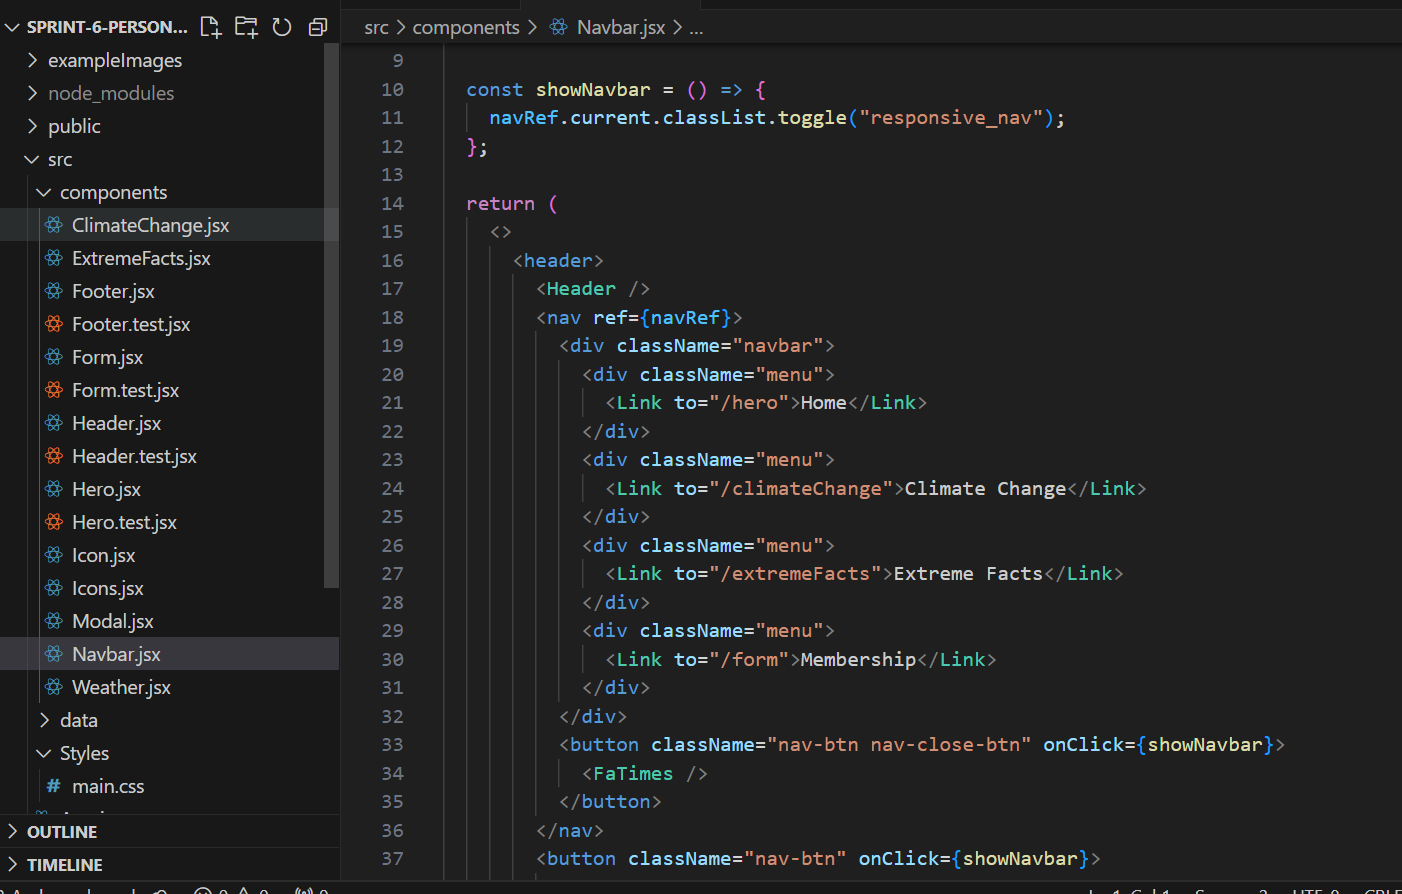 SPRINT-6-PERSON...
exampleImages
node_modules
public
src
components
ClimateChange.jsx
ExtremeFacts.jsx
Footer.jsx
Footer.test.jsx
Form.jsx
Form.test.jsx
Header.jsx
Header.test.jsx
Hero.jsx
Hero.test.jsx
Icon.jsx
Icons.jsx
Modal.jsx
Navbar.jsx
Weather.jsx
data
Styles
# main.css
OUTLINE
TIMELINE
src > components > Navbar.jsx > ...
9
10 const showNavbar = () => {
11 navRef.current.classList.toggle("responsive_nav");
12 };
13
14 return (
15 <>
16 <header>
17 <Header />
18 <nav ref={navRef}>
19 <div className="navbar">
20 <div className="menu">
21 <Link to="/hero">Home</Link>
22 </div>
23 <div className="menu">
24 <Link to="/climateChange">Climate Change</Link>
25 </div>
26 <div className="menu">
27 <Link to="/extremeFacts">Extreme Facts</Link>
28 </div>
29 <div className="menu">
30 <Link to="/form">Membership</Link>
31 </div>
32 </div>
33 <button className="nav-btn nav-close-btn" onClick={showNavbar}>
34 <FaTimes />
35 </button>
36 </nav>
37 <button className="nav-btn" onClick={showNavbar}>